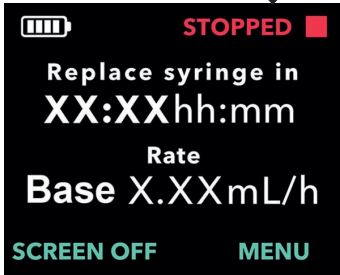 STOPPED
Replace syringe in
XX:XXhh:mm
Rate
Base X.XXmL/h
SCREEN OFF MENU